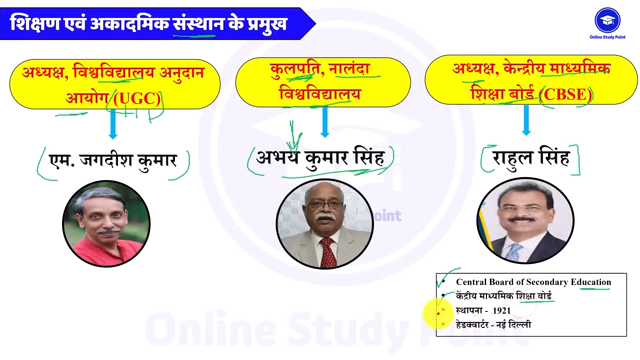 शिक्षण एवं अकादमिक संस्थान के प्रमुख
Online Study Point
अध्यक्ष, विश्वविद्यालय अनुदान
आयोग (UGC)
कुलपति, नालंदा
विश्वविद्यालय
अध्यक्ष, केन्द्रीय माध्यमिक
शिक्षा बोर्ड (CBSE)
एम. जगदीश कुमार
अभय कुमार सिंह
राहुल सिंह
Central Board of Secondary Education
केंद्रीय माध्यमिक शिक्षा बोर्ड
स्थापना - 1921
हेडक्वार्टर - नई दिल्ली
Online Study Point